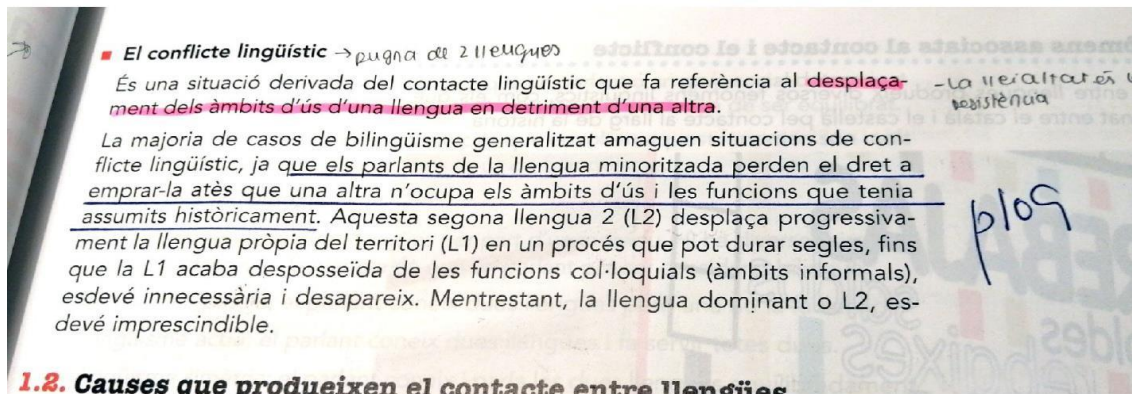 El conflicte lingüístic → pugna de 2 llengües
És una situació derivada del contacte lingüístic que fa referència al desplaça-
ment dels àmbits d'ús d'una llengua en detriment d'una altra.
- La lleialtat és
resistència
La majoria de casos de bilingüisme generalitzat amaguen situacions de con-
flicte lingüístic, ja que els parlants de la llengua minoritzada perden el dret a
emprar-la atès que una altra n'ocupa els àmbits d'ús i les funcions que tenia
assumits històricament. Aquesta segona llengua 2 (L2) desplaça progressiva-
ment la llengua pròpia del territori (L1) en un procés que pot durar segles, fins
que la L1 acaba desposseïda de les funcions col·loquials (àmbits informals),
esdevé innecessària i desapareix. Mentrestant, la llengua dominant o L2, es-
devé imprescindible.
1.2. Causes que produeixen el contacte entre llengües